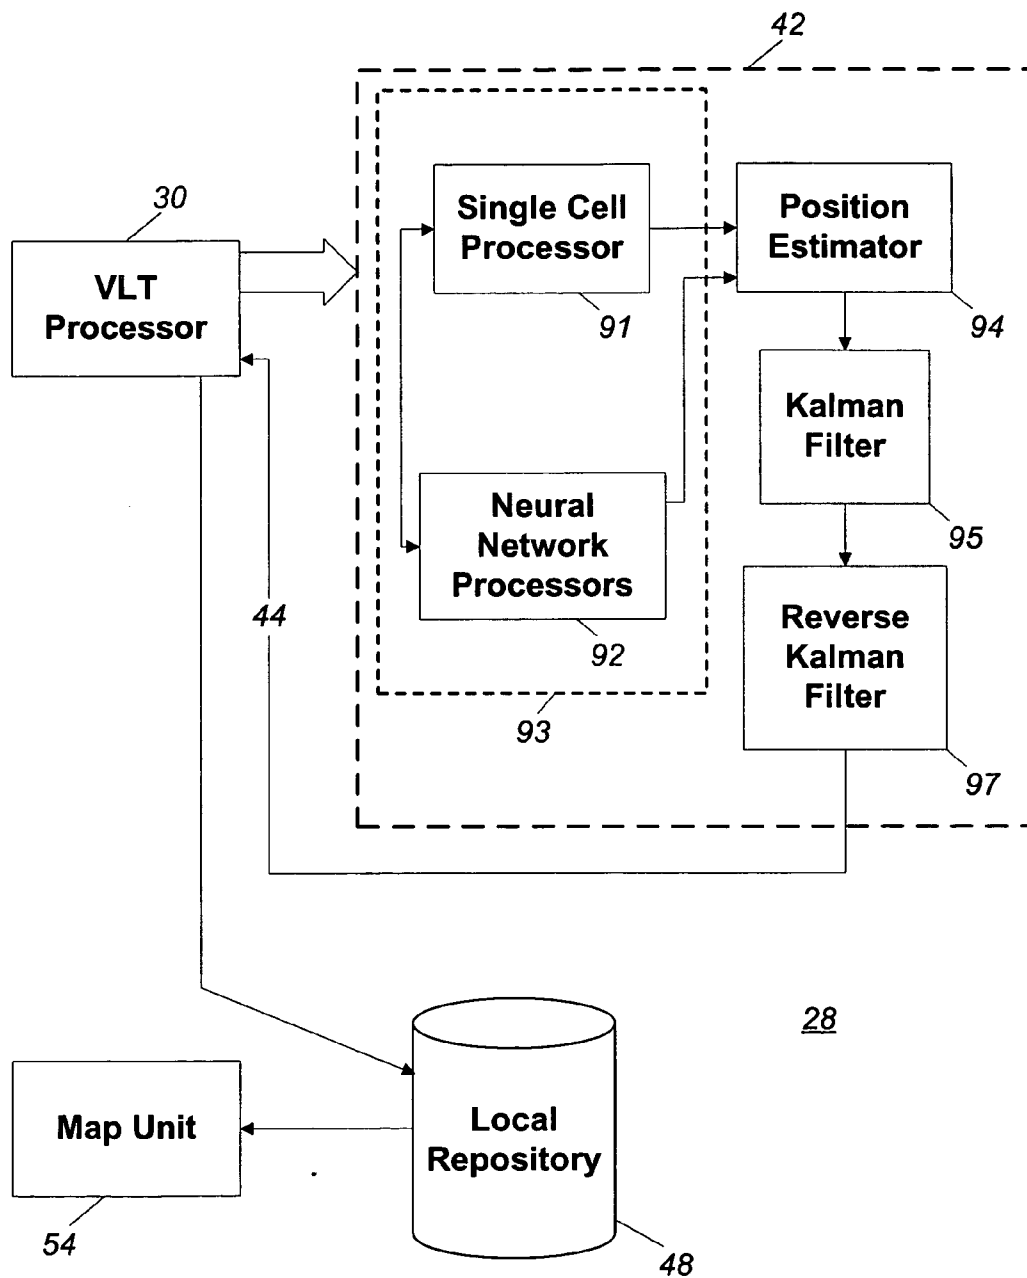 42
30
VLT
Processor
Single Cell
Processor
91
Position
Estimator
94
Kalman
Filter
95
Neural
Network
Processors
92
93
Reverse
Kalman
Filter
97
44
28
Map Unit
54
Local
Repository
48